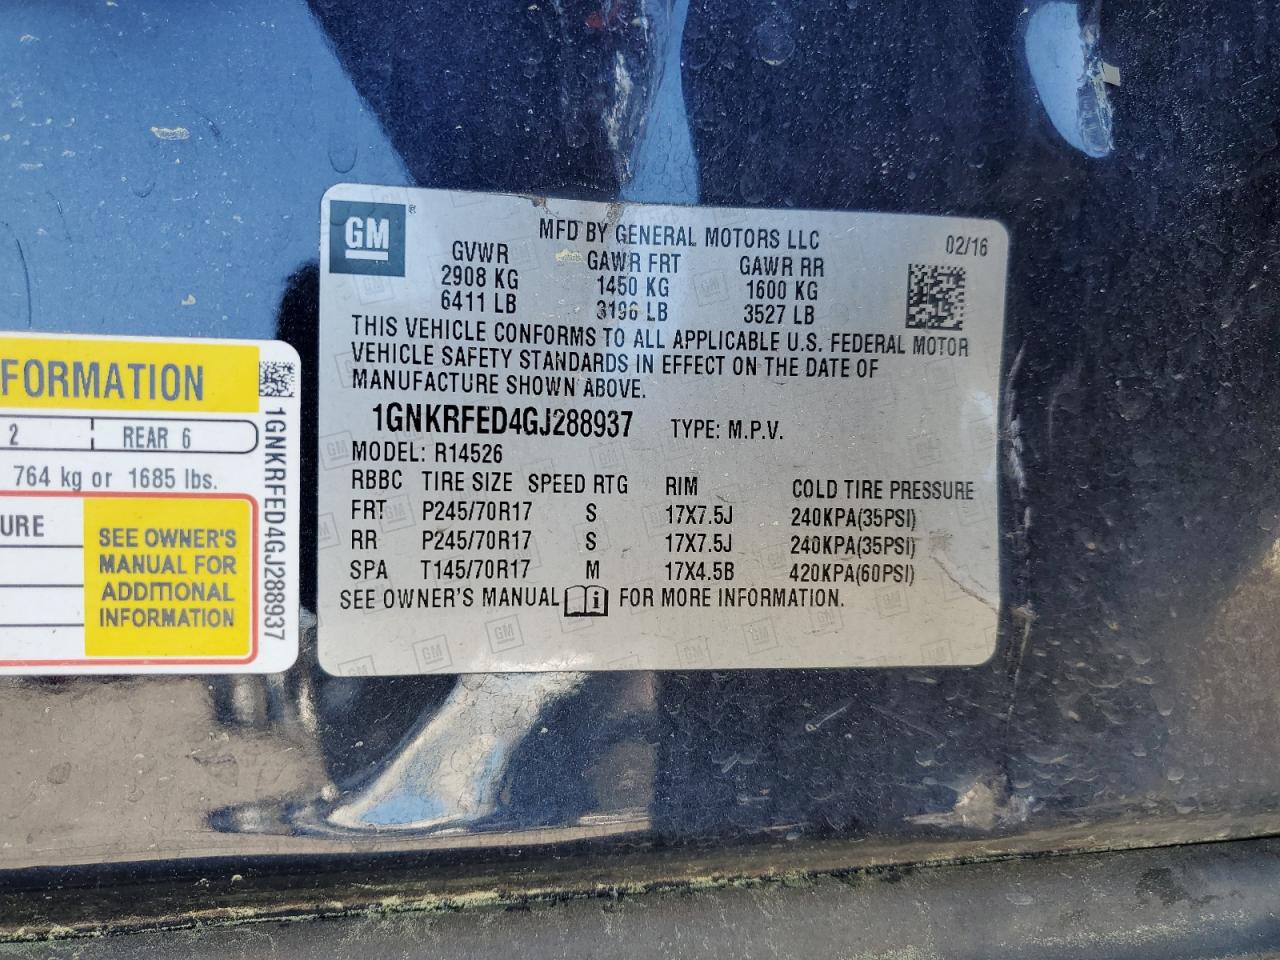 GM
MFD BY GENERAL MOTORS LLC
02/16
GVWR GAWR FRT GAWR RR
2908 KG 1450 KG 1600 KG
6411 LB 3196 LB 3527 LB
THIS VEHICLE CONFORMS TO ALL APPLICABLE U.S. FEDERAL MOTOR
VEHICLE SAFETY STANDARDS IN EFFECT ON THE DATE OF
MANUFACTURE SHOWN ABOVE.
1GNKRFED4GJ288937 TYPE: M.P.V.
MODEL: R14526
RBBC TIRE SIZE SPEED RTG RIM COLD TIRE PRESSURE
FRT P245/70R17 S 17X7.5J 240KPA(35PSI)
RR P245/70R17 S 17X7.5J 240KPA(35PSI)
SPA T145/70R17 M 17X4.5B 420KPA(60PSI)
SEE OWNER'S MANUAL i FOR MORE INFORMATION.
FORMATION
2 REAR 6
764 kg or 1685 lbs.
URE
SEE OWNER'S
MANUAL FOR
ADDITIONAL
INFORMATION
1GNKRFED4GJ288937